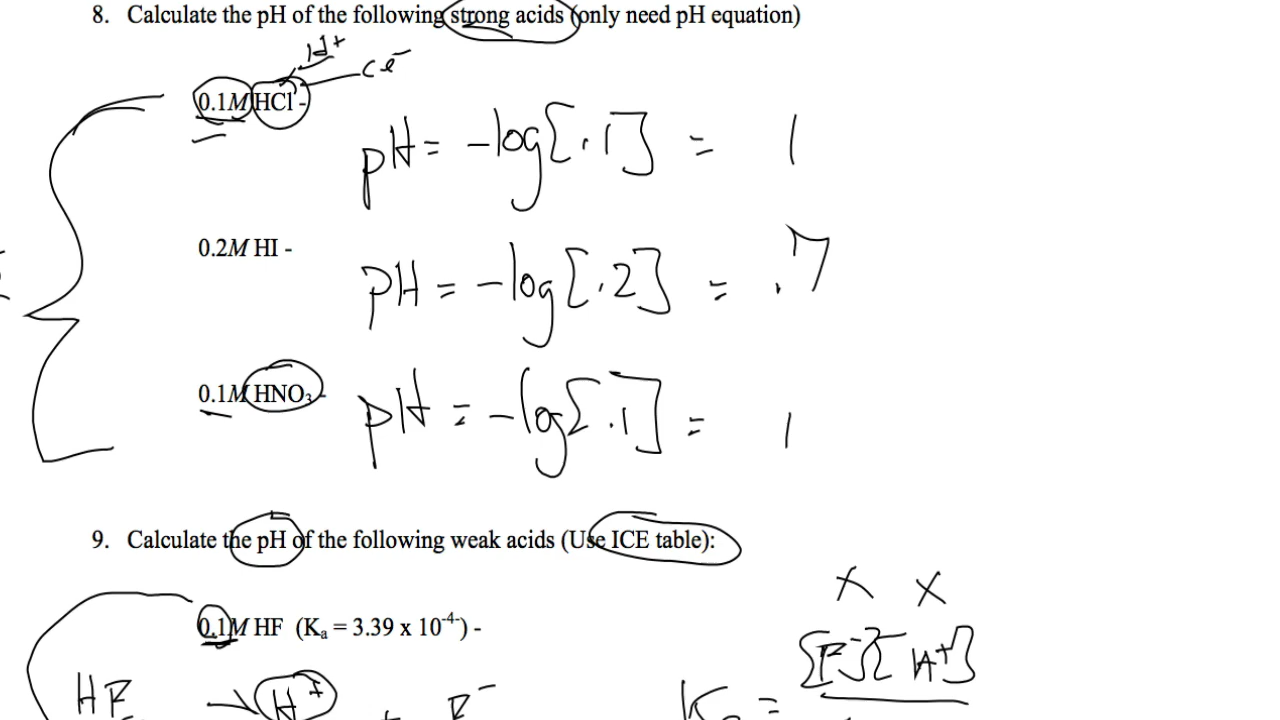 8. Calculate the pH of the following strong acids (only need pH equation)
H+
Cl-
0.1M HCl -
pH = -log[.1] = 1
0.2M HI -
pH = -log[.2] = .7
0.1M HNO₃ -
pH = -log[.1] = 1
9. Calculate the pH of the following weak acids (Use ICE table):
x x
0.1M HF (Kₐ = 3.39 x 10⁻⁴) -
[F-][H+]
HF → H+ + F-
Kₐ =